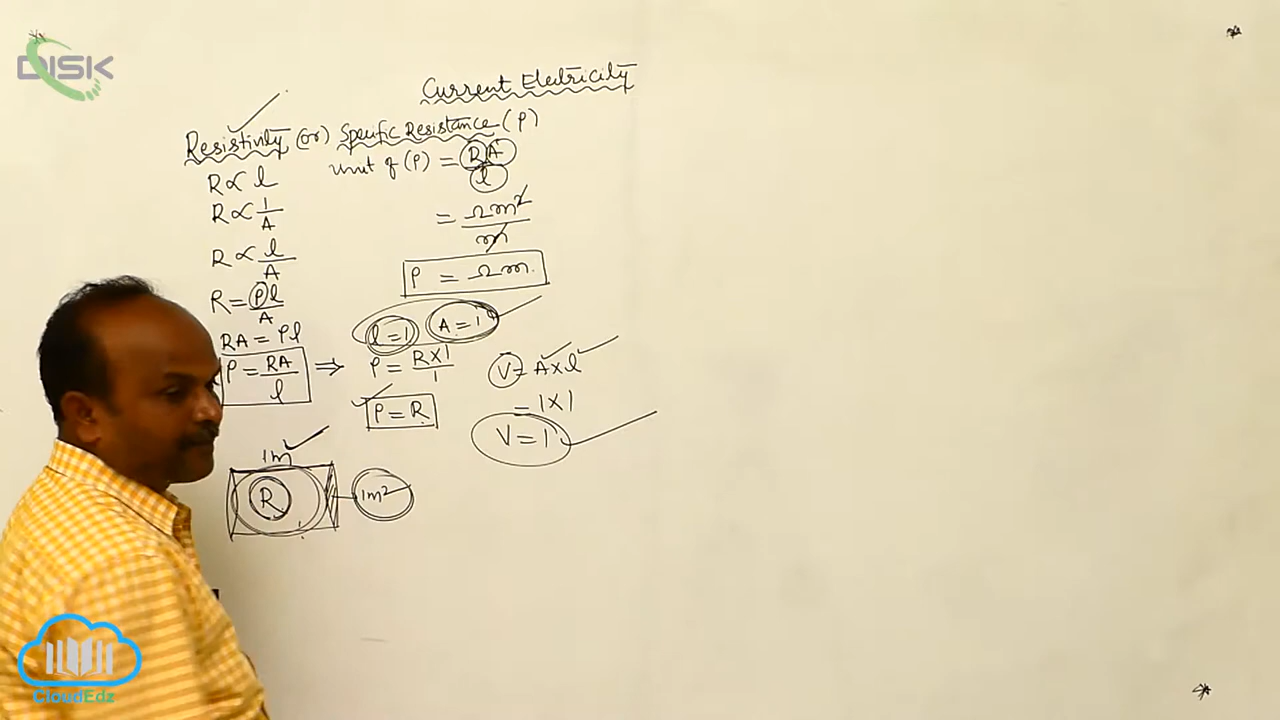 DISK
Current Electricity
Resistivity (or) Specific Resistance (ρ)
R ∝ l
R ∝ 1/A
R ∝ l/A
R = ρl/A
RA = ρl
ρ = RA/l ⇒
unit of (ρ) = RA/l
= Ωm²/m
ρ = Ωm.
l = 1 A = 1
ρ = R×1/1
ρ = R
V = A×l
= 1×1
V = 1
1m
R
1m²
CloudEdz